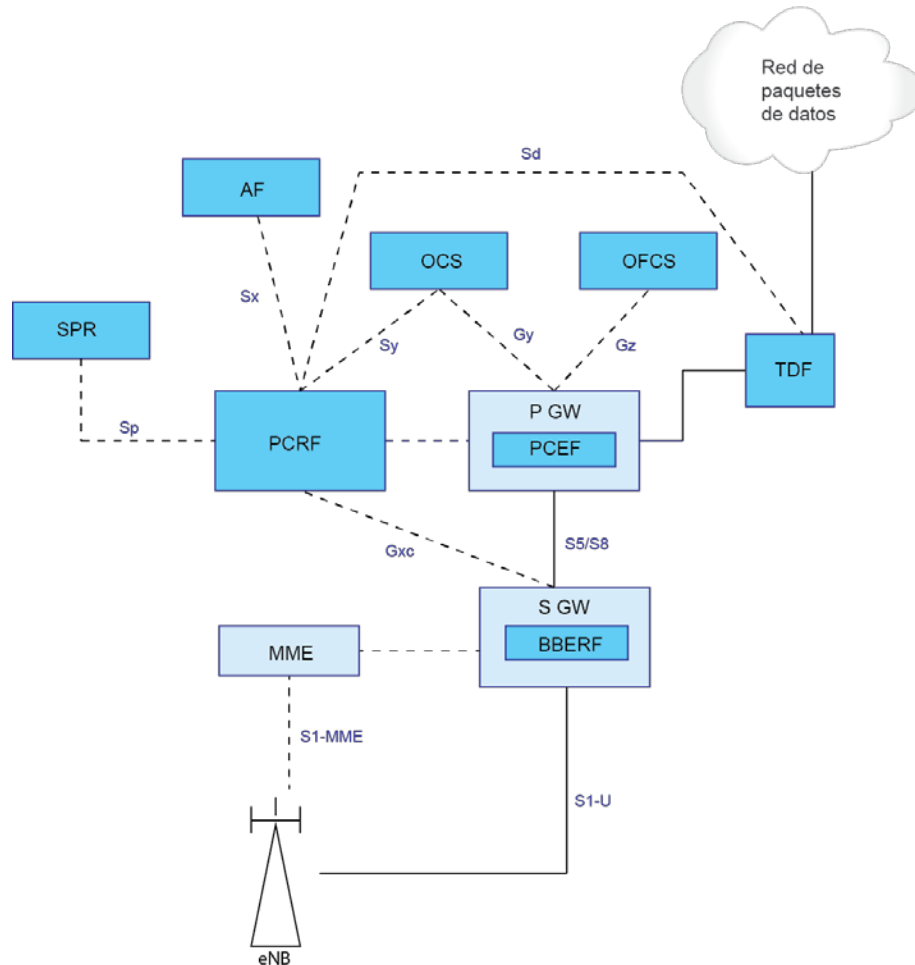 Red de
paquetes
de datos
Sd
AF
OCS
OFCS
Sx
SPR
Sy
Gy
Gz
TDF
P GW
Sp
PCRF
PCEF
Gxc
S5/S8
S GW
MME
BBERF
S1-MME
S1-U
eNB